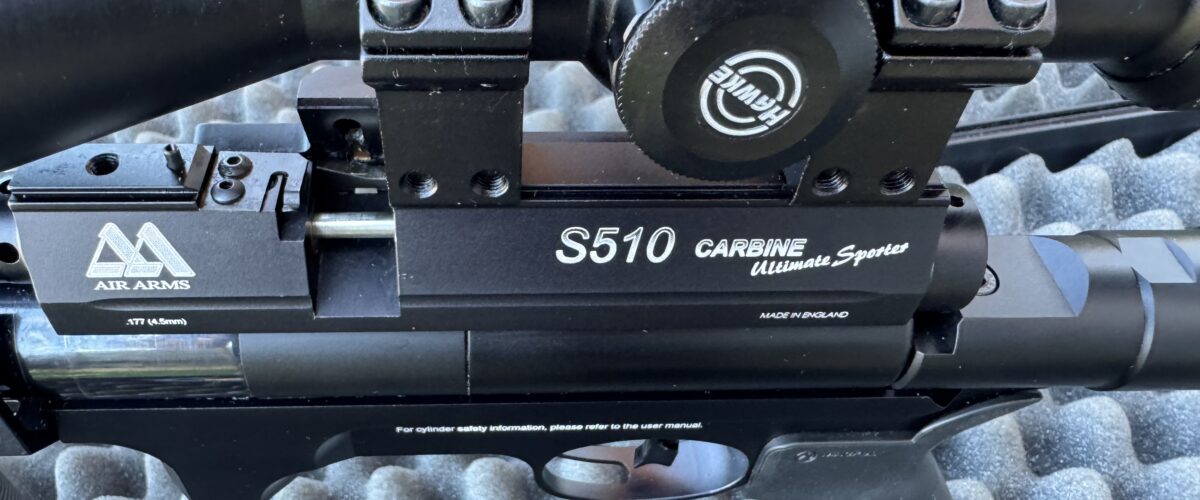 HAWKE
S510 CARBINE
Ultimate Sporter
AIR ARMS
.177 (4.5mm)
MADE IN ENGLAND
For cylinder safety information, please refer to the user manual.